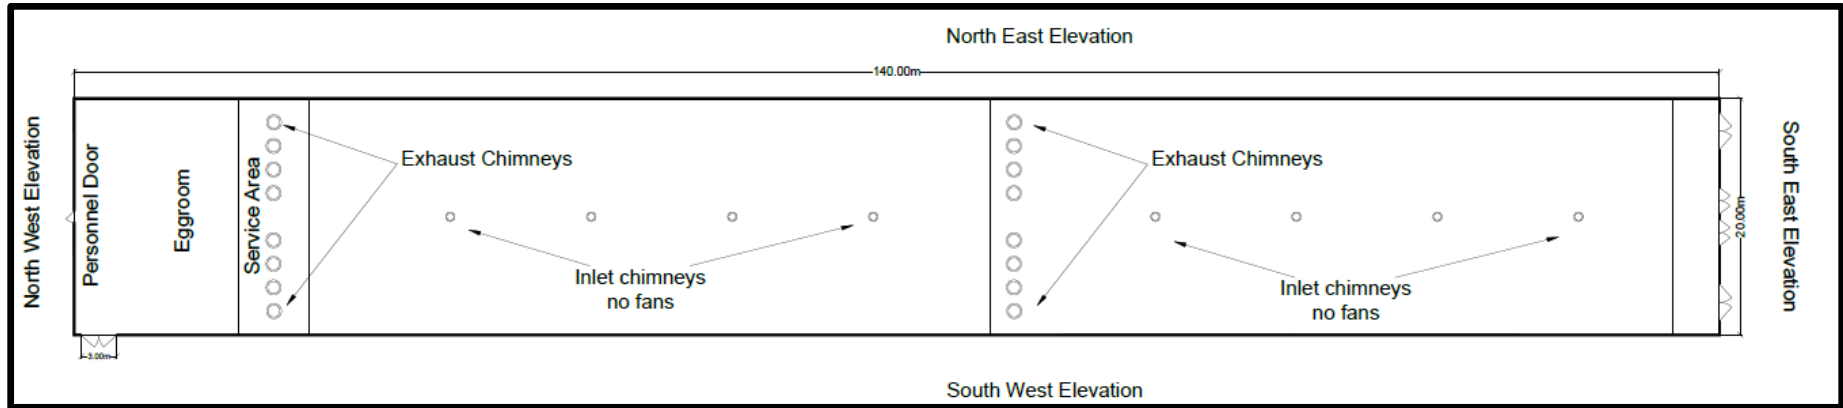 North East Elevation
140.00m
North West Elevation
Personnel Door
Eggroom
Service Area
Exhaust Chimneys
Exhaust Chimneys
Inlet chimneys
no fans
Inlet chimneys
no fans
20.00m
South East Elevation
3.00m
South West Elevation